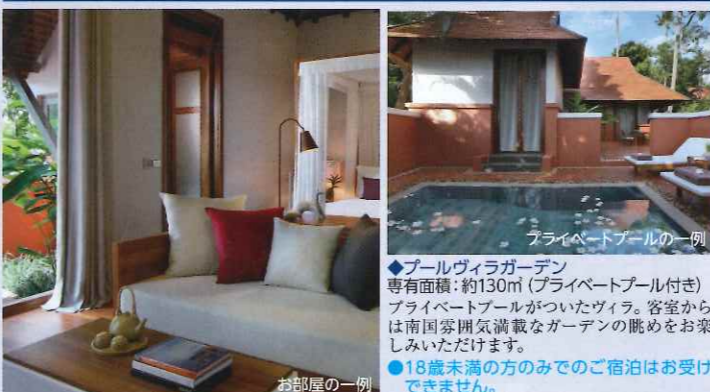 お部屋の一例
プライベートプールの一例
◆プールヴィラガーデン
専有面積：約130㎡（プライベートプール付き）
プライベートプールがついたヴィラ。客室から
は南国雰囲気満載なガーデンの眺めをお楽
しみいただけます。
●18歳未満の方のみでのご宿泊はお受け
できません。